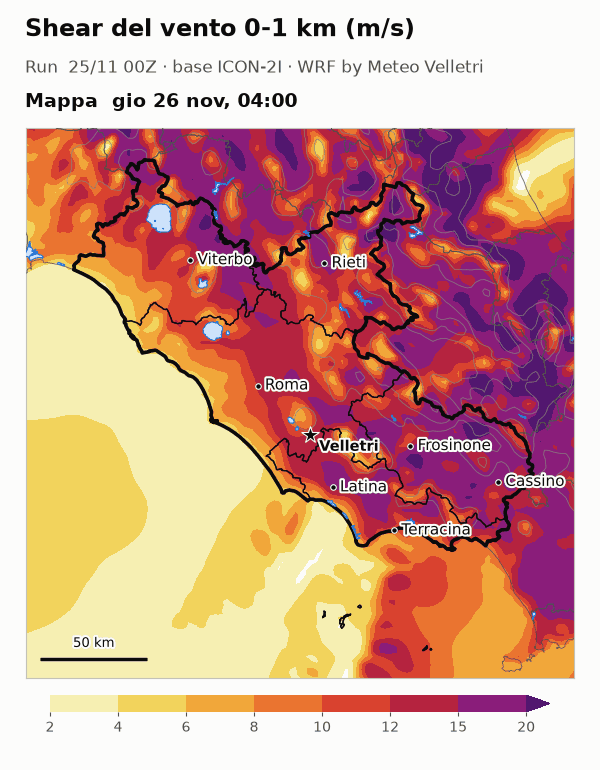 Shear del vento 0-1 km (m/s)
Run  25/11 00Z · base ICON-2I · WRF by Meteo Velletri
Mappa  gio 26 nov, 04:00
Viterbo
Rieti
Roma
Velletri
Frosinone
Latina
Cassino
Terracina
50 km
2 4 6 8 10 12 15 20